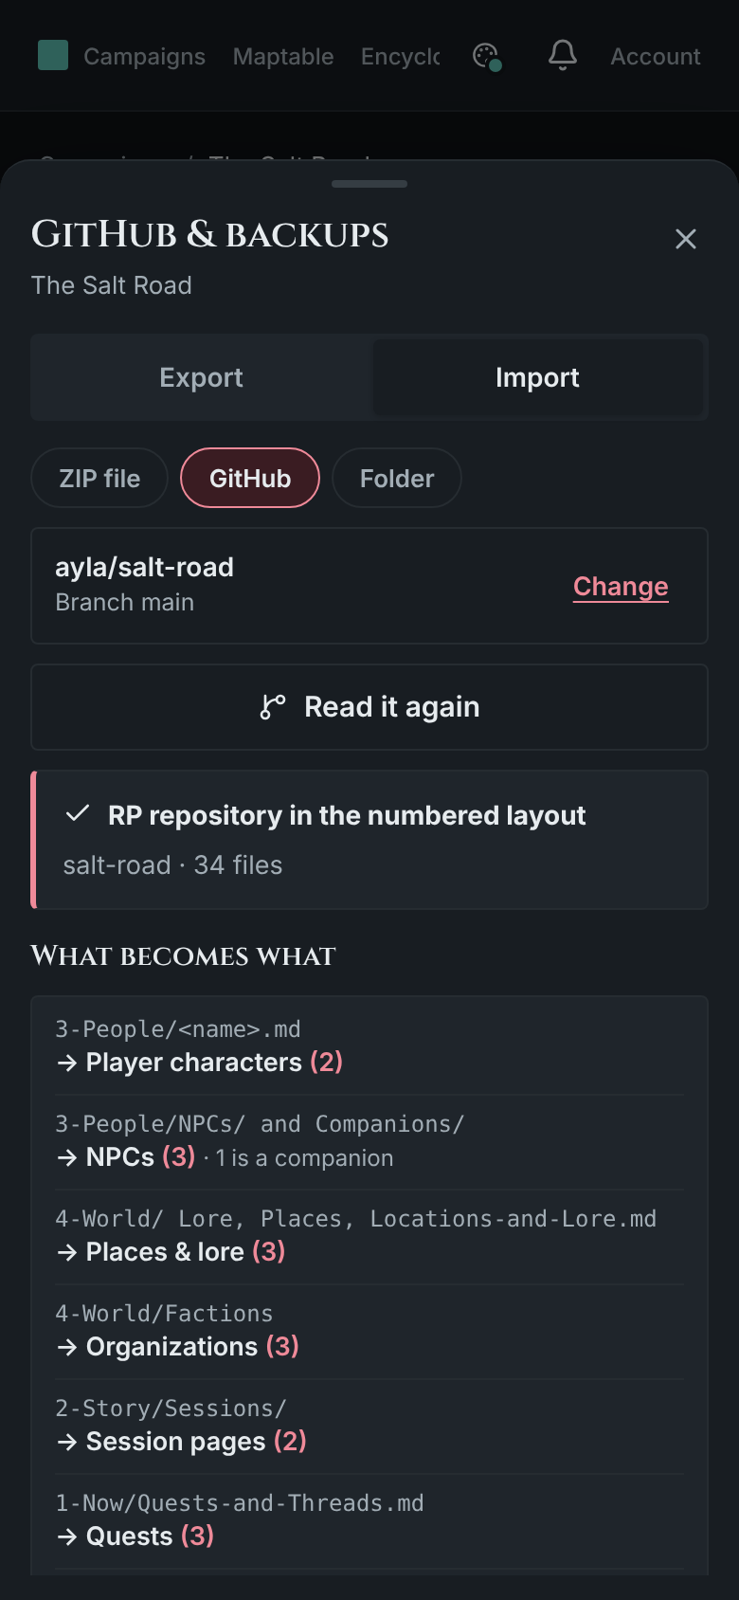 Campaigns Maptable Encyclo Account
GitHub & backups
The Salt Road
Export Import
ZIP file GitHub Folder
ayla/salt-road
Branch main
Change
Read it again
RP repository in the numbered layout
salt-road · 34 files
What becomes what
3-People/<name>.md
→ Player characters (2)
3-People/NPCs/ and Companions/
→ NPCs (3) · 1 is a companion
4-World/ Lore, Places, Locations-and-Lore.md
→ Places & lore (3)
4-World/Factions
→ Organizations (3)
2-Story/Sessions/
→ Session pages (2)
1-Now/Quests-and-Threads.md
→ Quests (3)